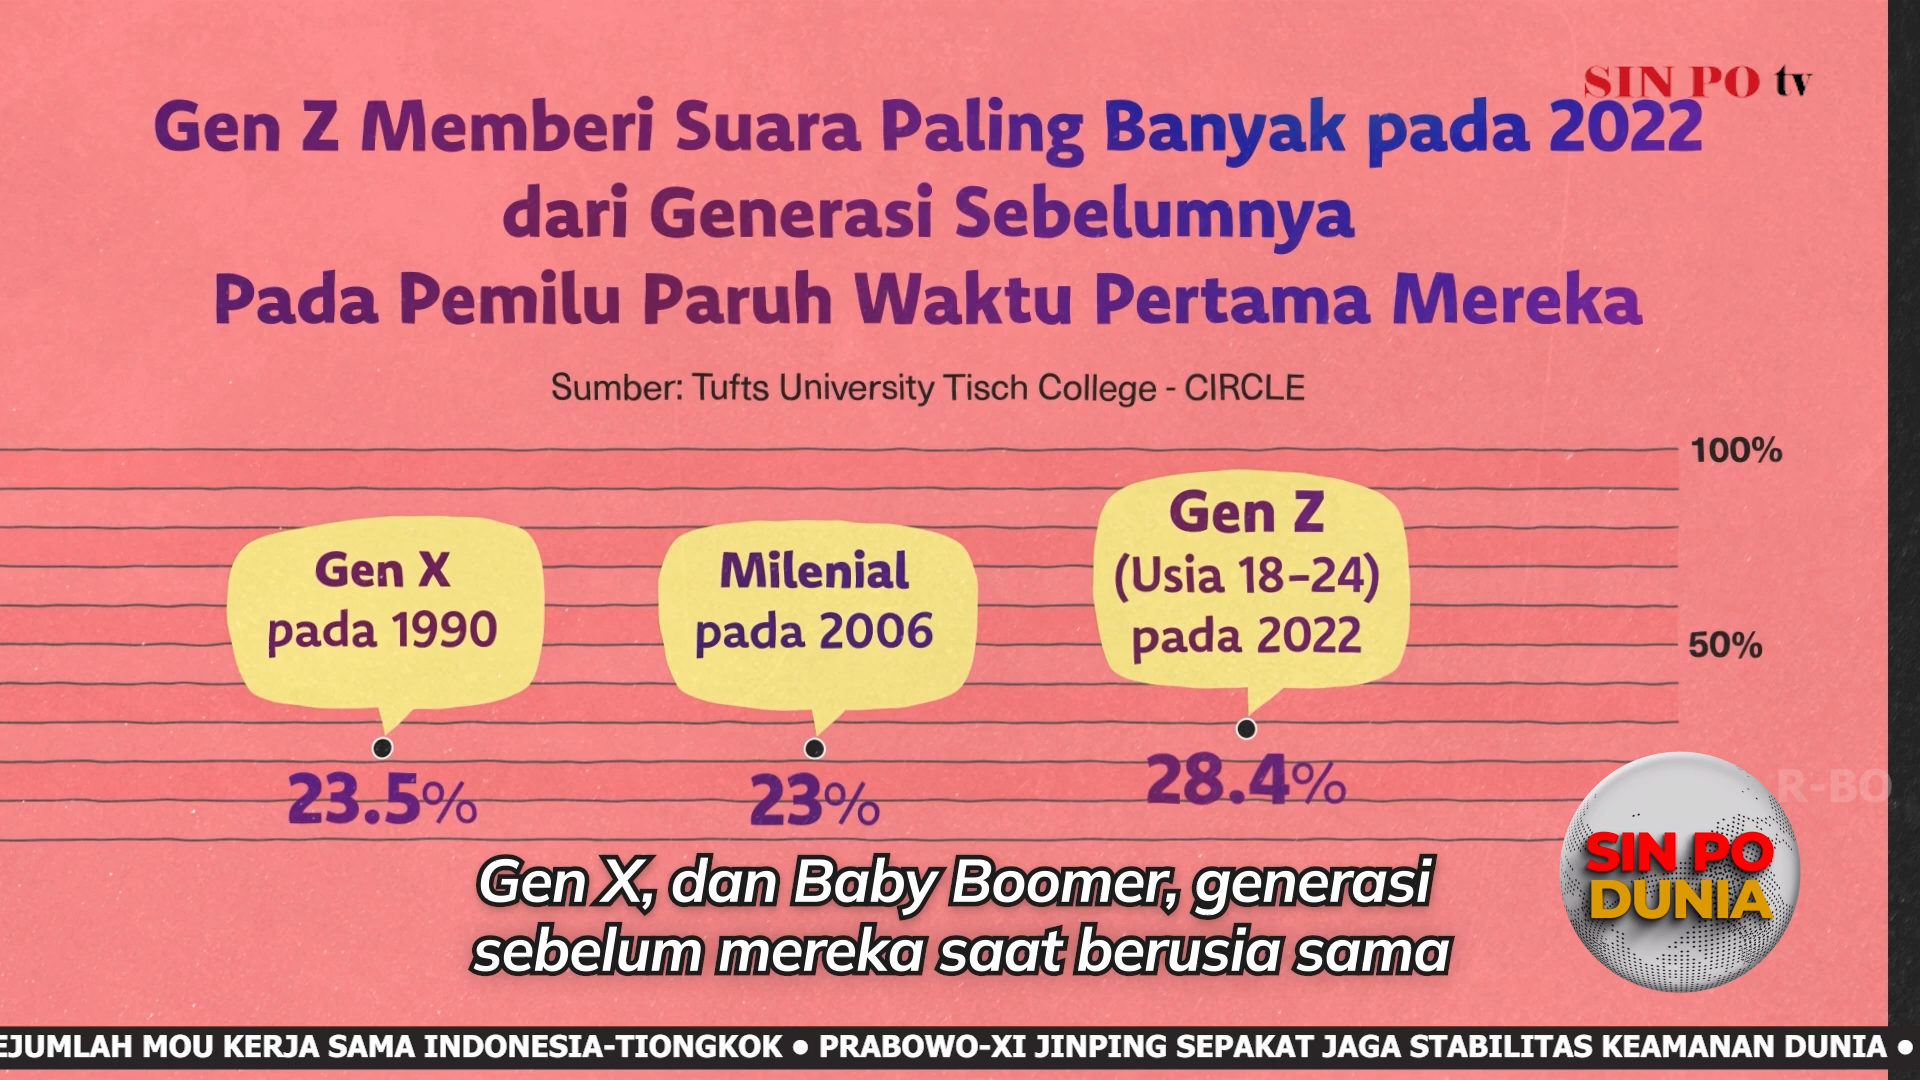 SIN PO tv
Gen Z Memberi Suara Paling Banyak pada 2022
dari Generasi Sebelumnya
Pada Pemilu Paruh Waktu Pertama Mereka
Sumber: Tufts University Tisch College - CIRCLE
100%
50%
Gen X
pada 1990
23.5%
Milenial
pada 2006
23%
Gen Z
(Usia 18–24)
pada 2022
28.4%
R-BO
SIN PO
DUNIA
Gen X, dan Baby Boomer, generasi
sebelum mereka saat berusia sama
EJUMLAH MOU KERJA SAMA INDONESIA-TIONGKOK ● PRABOWO-XI JINPING SEPAKAT JAGA STABILITAS KEAMANAN DUNIA ●